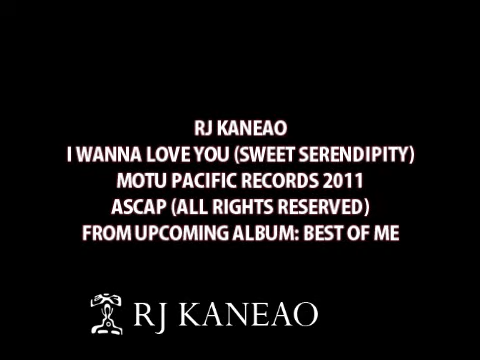 RJ KANEAO
I WANNA LOVE YOU (SWEET SERENDIPITY)
MOTU PACIFIC RECORDS 2011
ASCAP (ALL RIGHTS RESERVED)
FROM UPCOMING ALBUM: BEST OF ME
RJ KANEAO